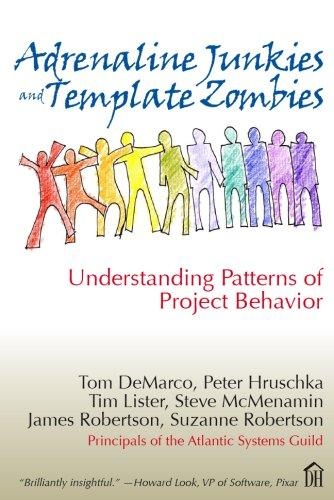 Adrenaline Junkies
and Template Zombies
Understanding Patterns of
Project Behavior
Tom DeMarco, Peter Hruschka
Tim Lister, Steve McMenamin
James Robertson, Suzanne Robertson
Principals of the Atlantic Systems Guild
“Brilliantly insightful.” —Howard Look, VP of Software, Pixar
DH